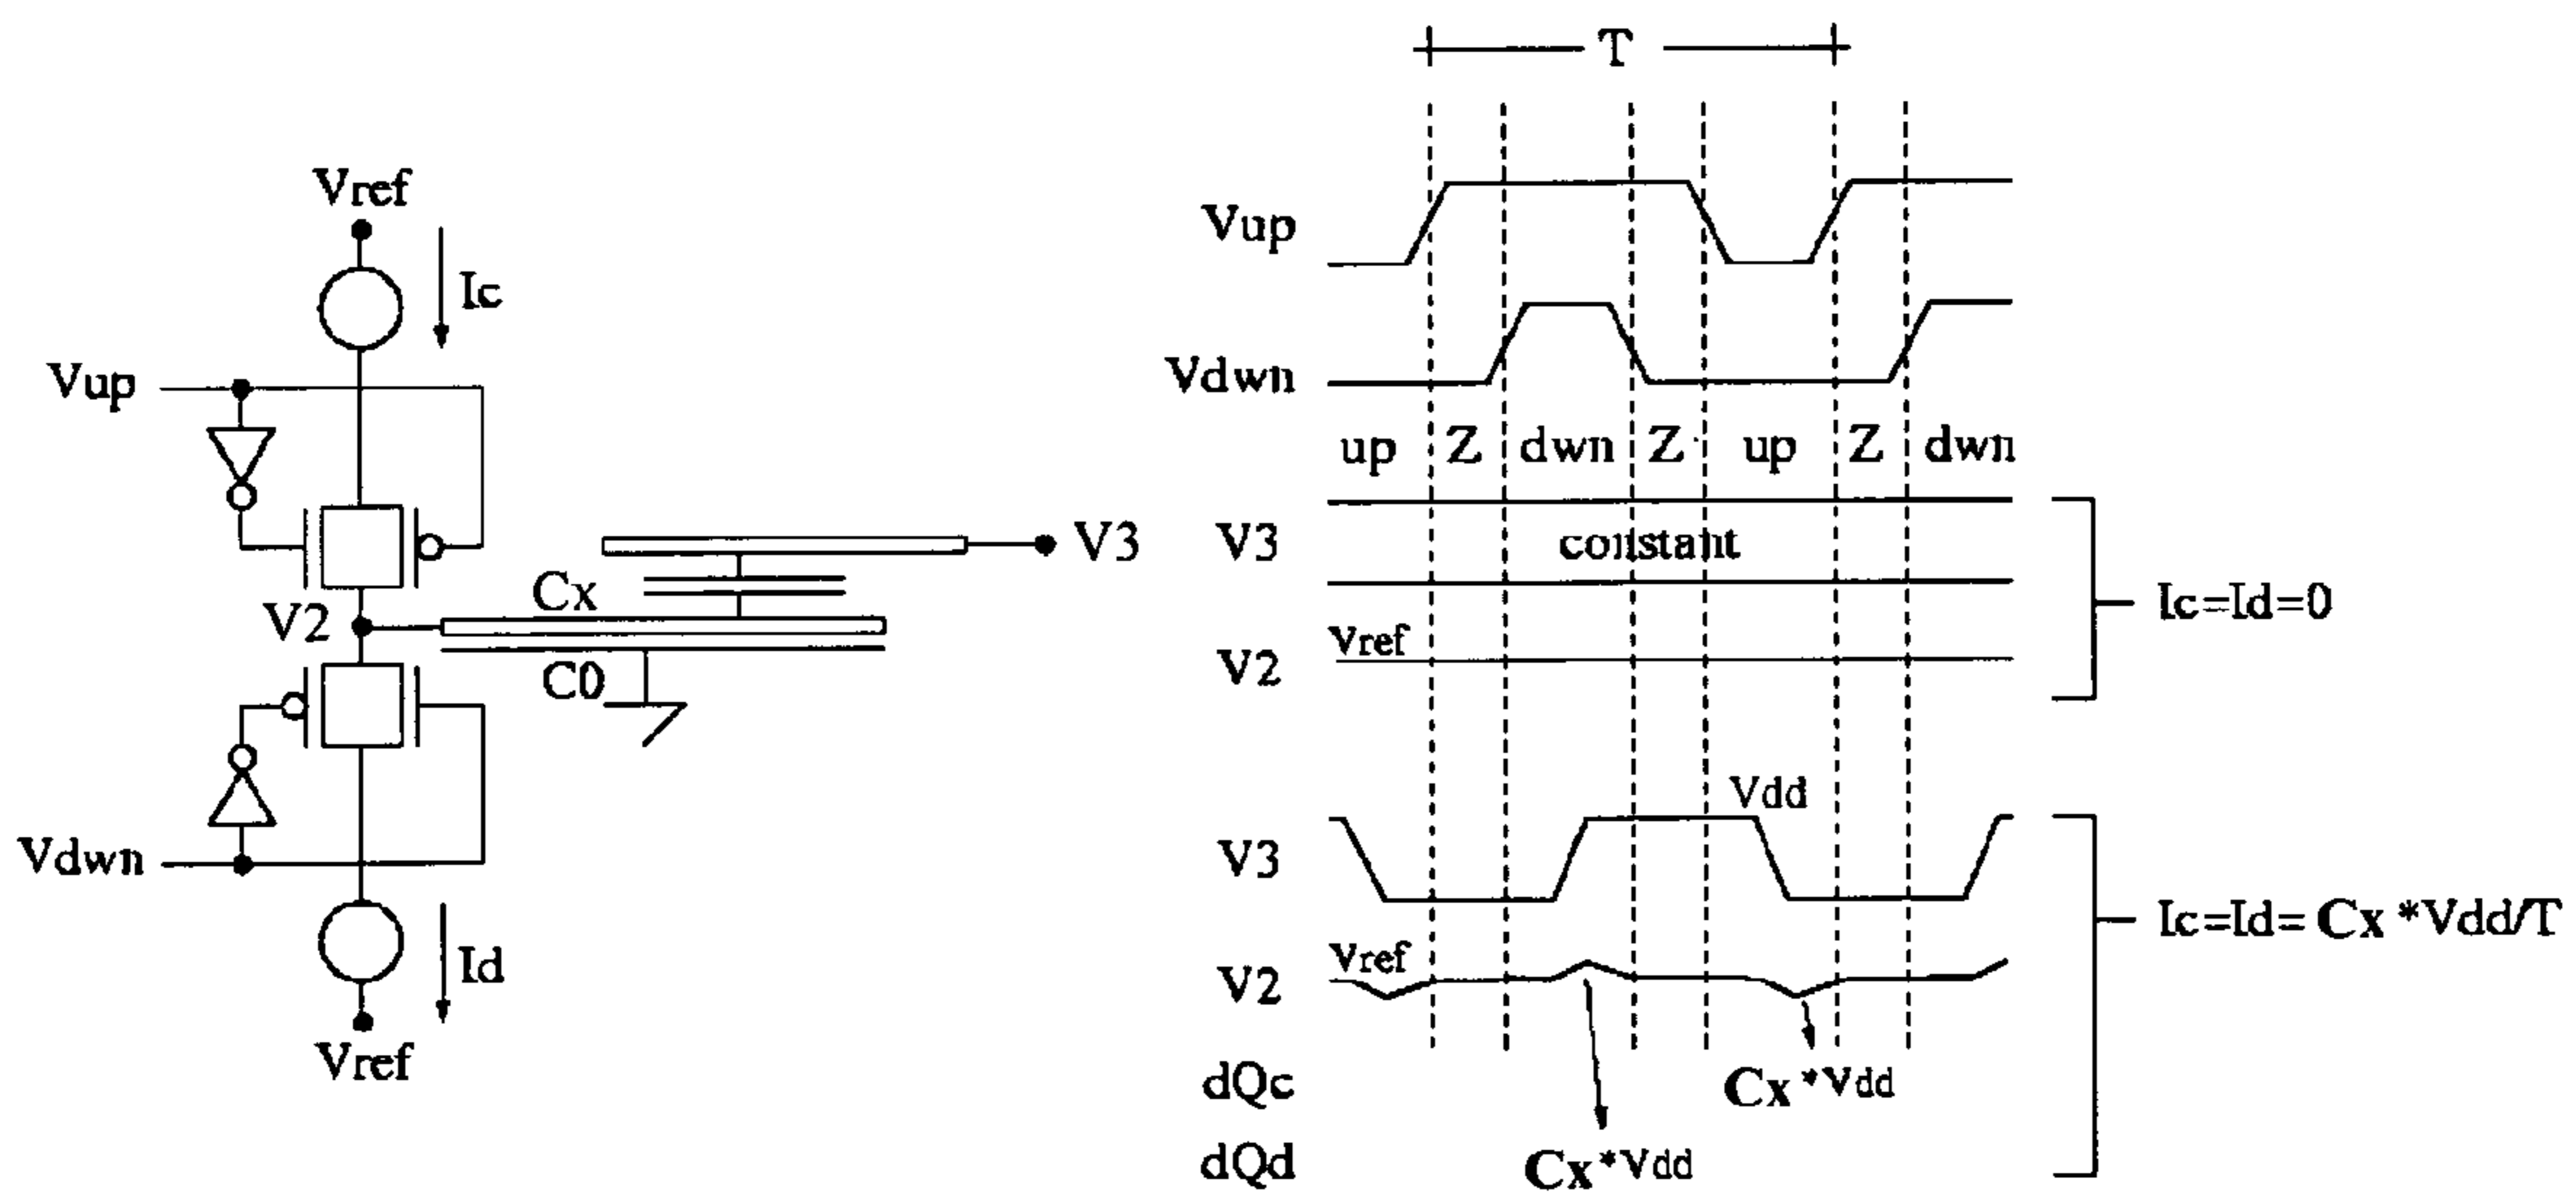 Vref
Ic
Vup
V2
Cx
C0
V3
Vdwn
Id
Vref
T
Vup
Vdwn
up Z dwn Z up Z dwn
V3 constant
Vref
V2
Ic=Id=0
Vdd
V3
Ic=Id= Cx *Vdd/T
Vref
V2
dQc Cx *Vdd
dQd Cx *Vdd